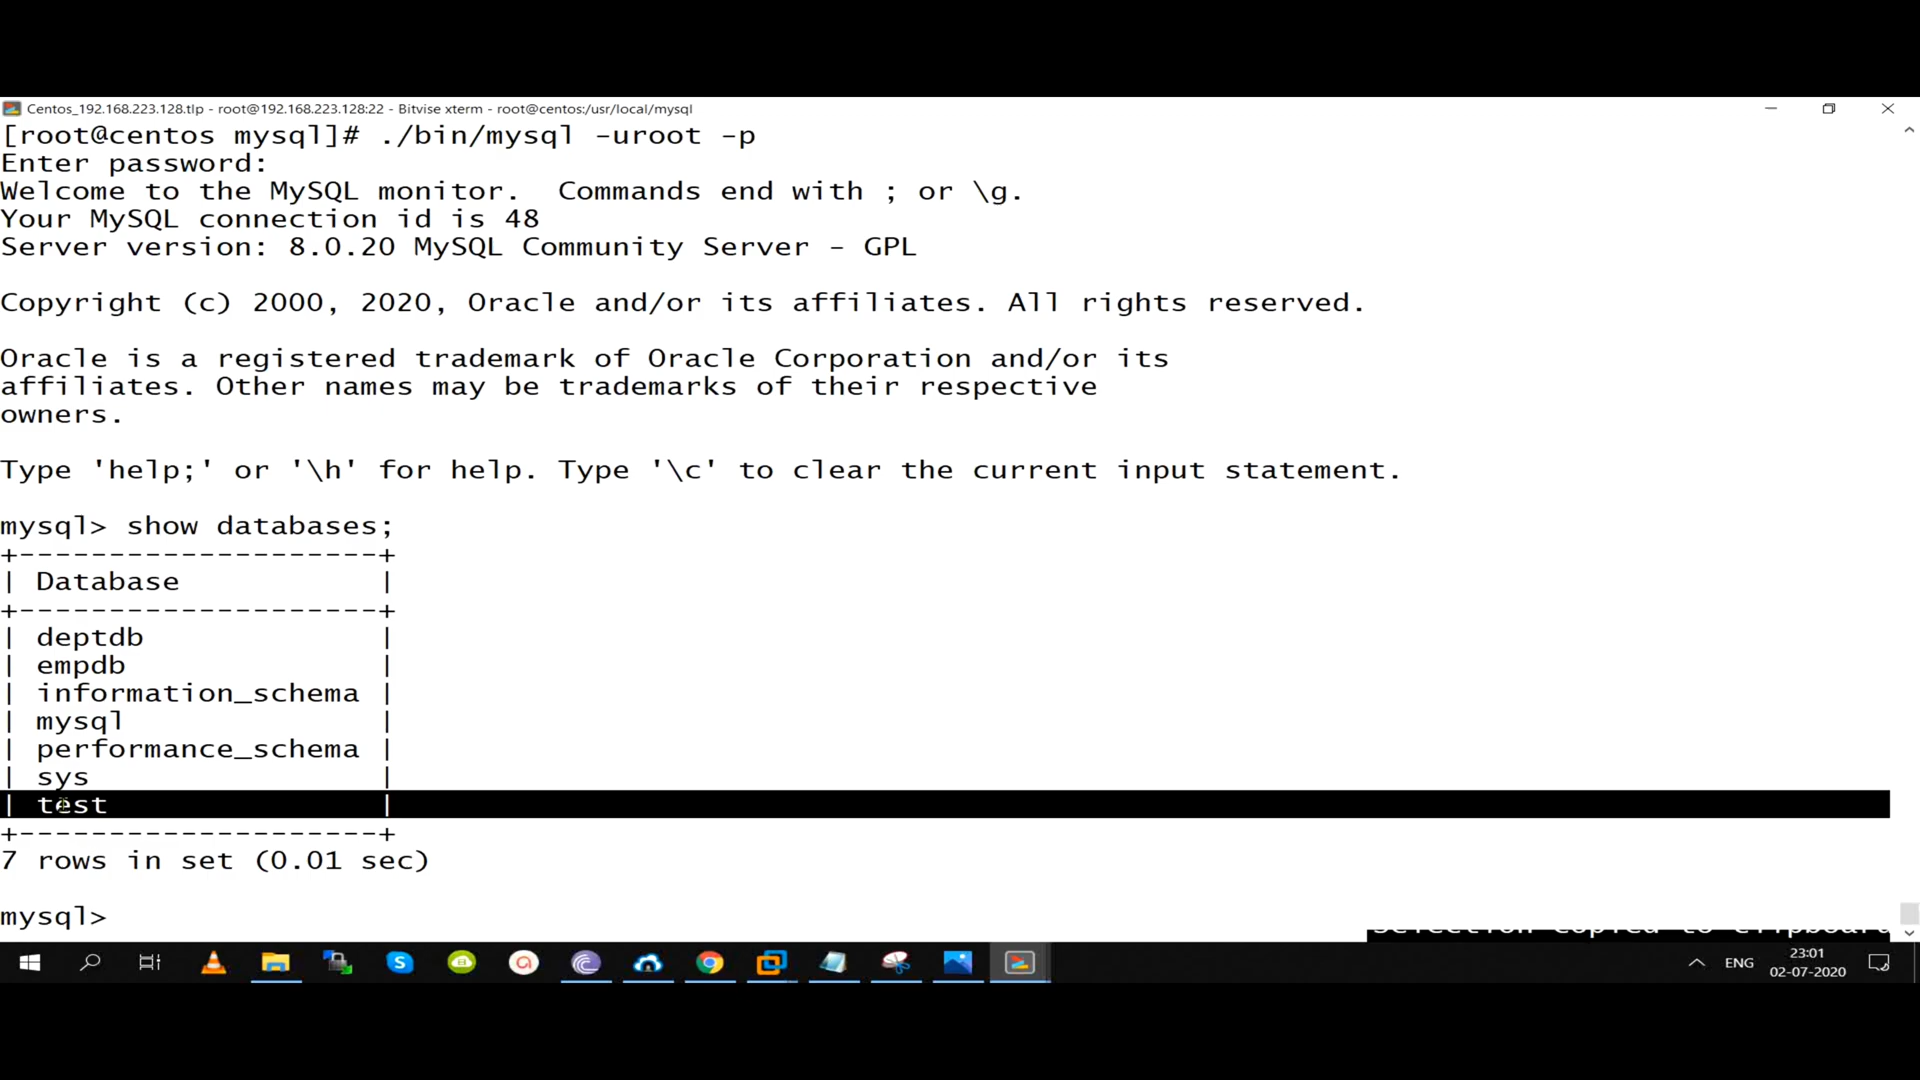 Centos_192.168.223.128.tlp - root@192.168.223.128:22 - Bitvise xterm - root@centos:/usr/local/mysql
[root@centos mysql]# ./bin/mysql -uroot -p
Enter password:
Welcome to the MySQL monitor.  Commands end with ; or \g.
Your MySQL connection id is 48
Server version: 8.0.20 MySQL Community Server - GPL
Copyright (c) 2000, 2020, Oracle and/or its affiliates. All rights reserved.
Oracle is a registered trademark of Oracle Corporation and/or its
affiliates. Other names may be trademarks of their respective
owners.
Type 'help;' or '\h' for help. Type '\c' to clear the current input statement.
mysql> show databases;
+--------------------+
| Database           |
+--------------------+
| deptdb             |
| empdb              |
| information_schema |
| mysql              |
| performance_schema |
| sys                |
| test               |
+--------------------+
7 rows in set (0.01 sec)
mysql>
Selection copied to clipboard
ENG
23:01
02-07-2020